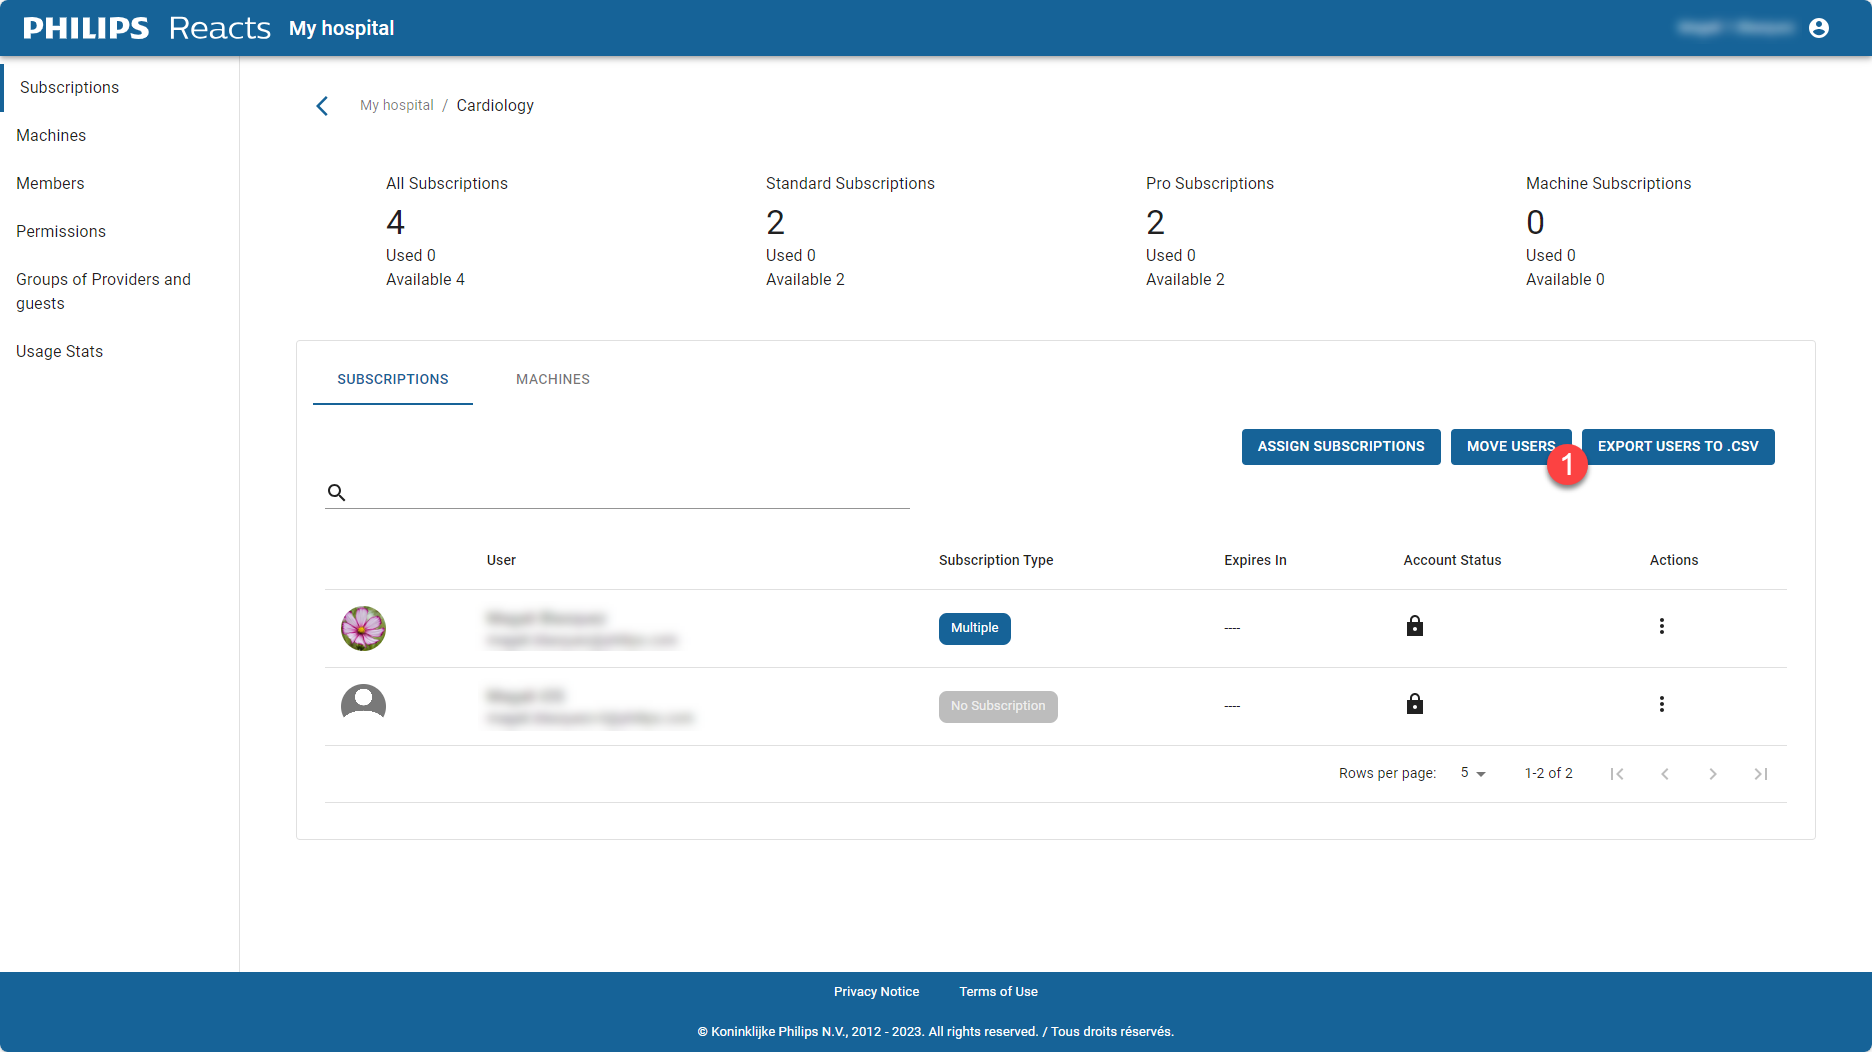 PHILIPS Reacts My hospital
Subscriptions
Machines
Members
Permissions
Groups of Providers and
guests
Usage Stats
My hospital / Cardiology
All Subscriptions
4
Used 0
Available 4
Standard Subscriptions
2
Used 0
Available 2
Pro Subscriptions
2
Used 0
Available 2
Machine Subscriptions
0
Used 0
Available 0
SUBSCRIPTIONS MACHINES
ASSIGN SUBSCRIPTIONS MOVE USERS EXPORT USERS TO .CSV
1
User Subscription Type Expires In Account Status Actions
Multiple ----
No Subscription ----
Rows per page: 5 1-2 of 2
Privacy Notice Terms of Use
© Koninklijke Philips N.V., 2012 - 2023. All rights reserved. / Tous droits réservés.